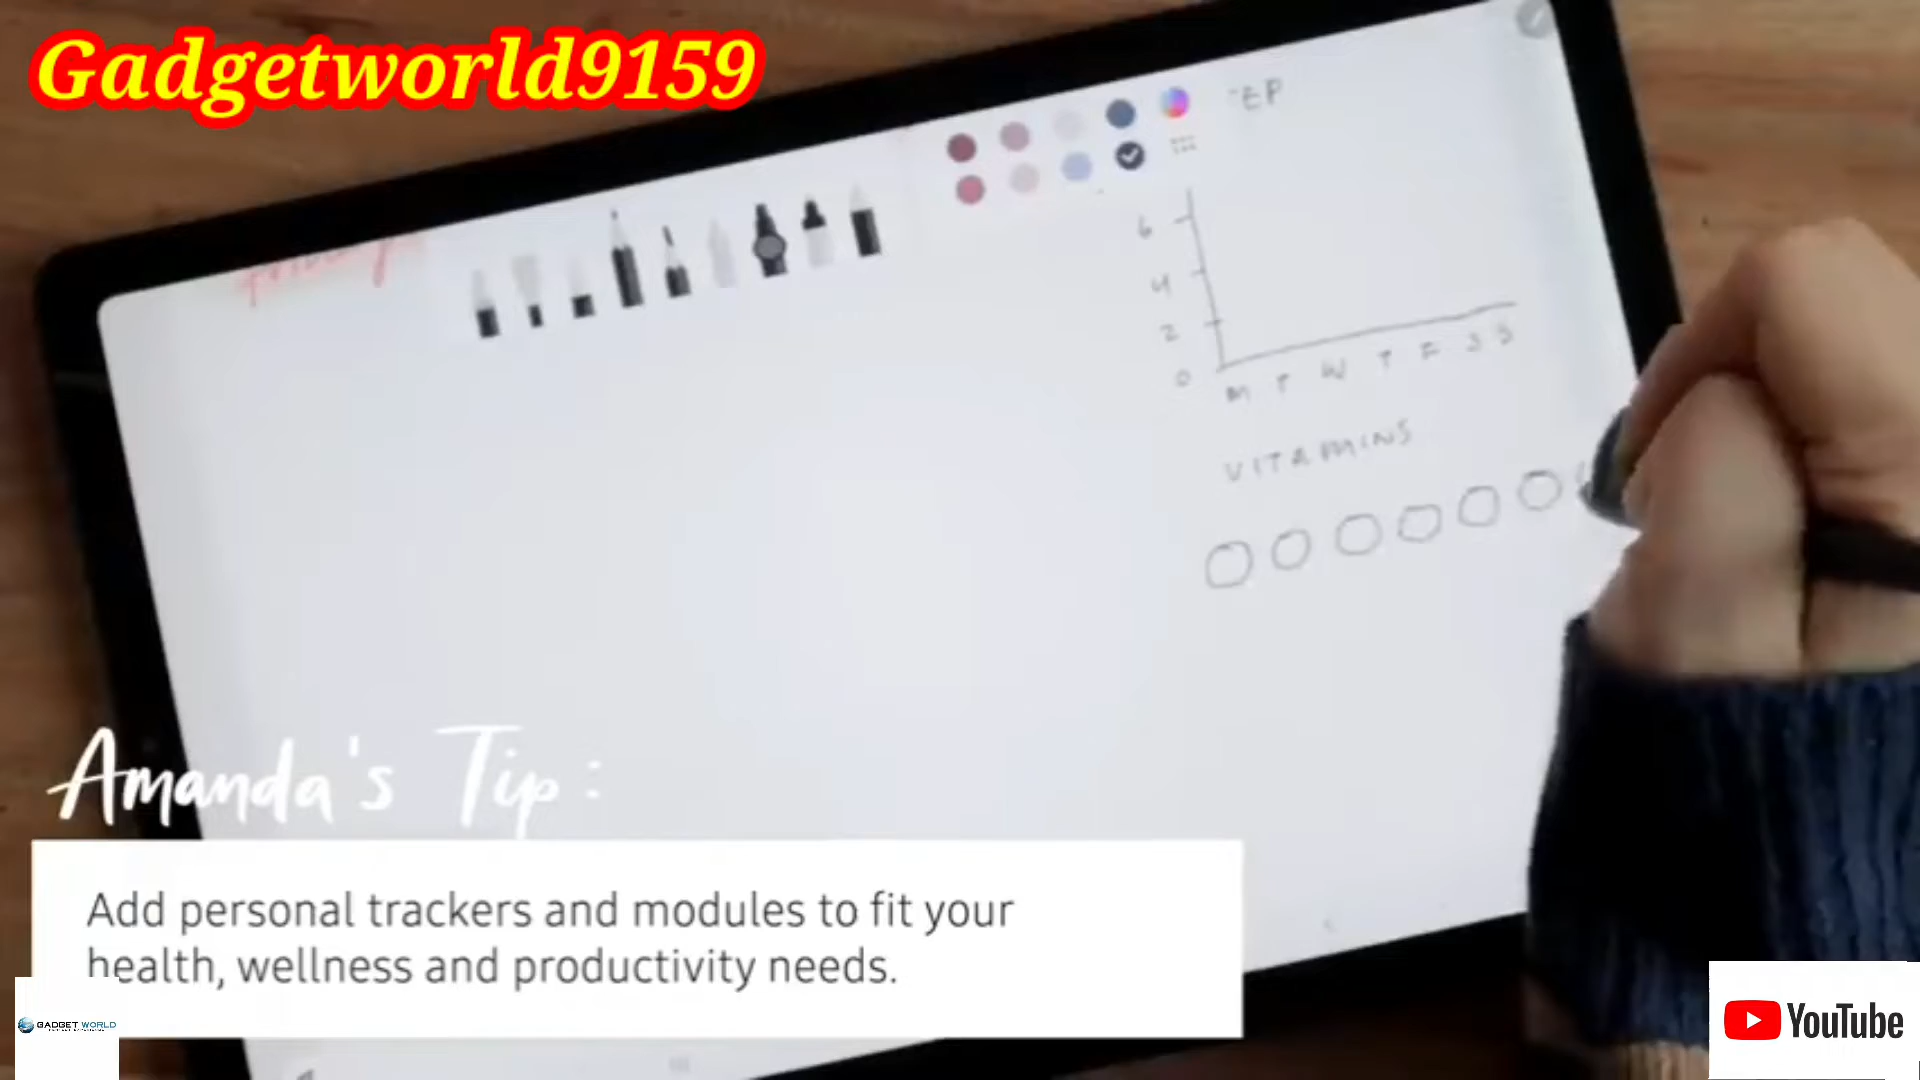 Gadgetworld9159
EP
6
4
2
0
M T W T F S S
VITAMINS
Amanda's Tip:
Add personal trackers and modules to fit your
health, wellness and productivity needs.
GADGET WORLD
YouTube